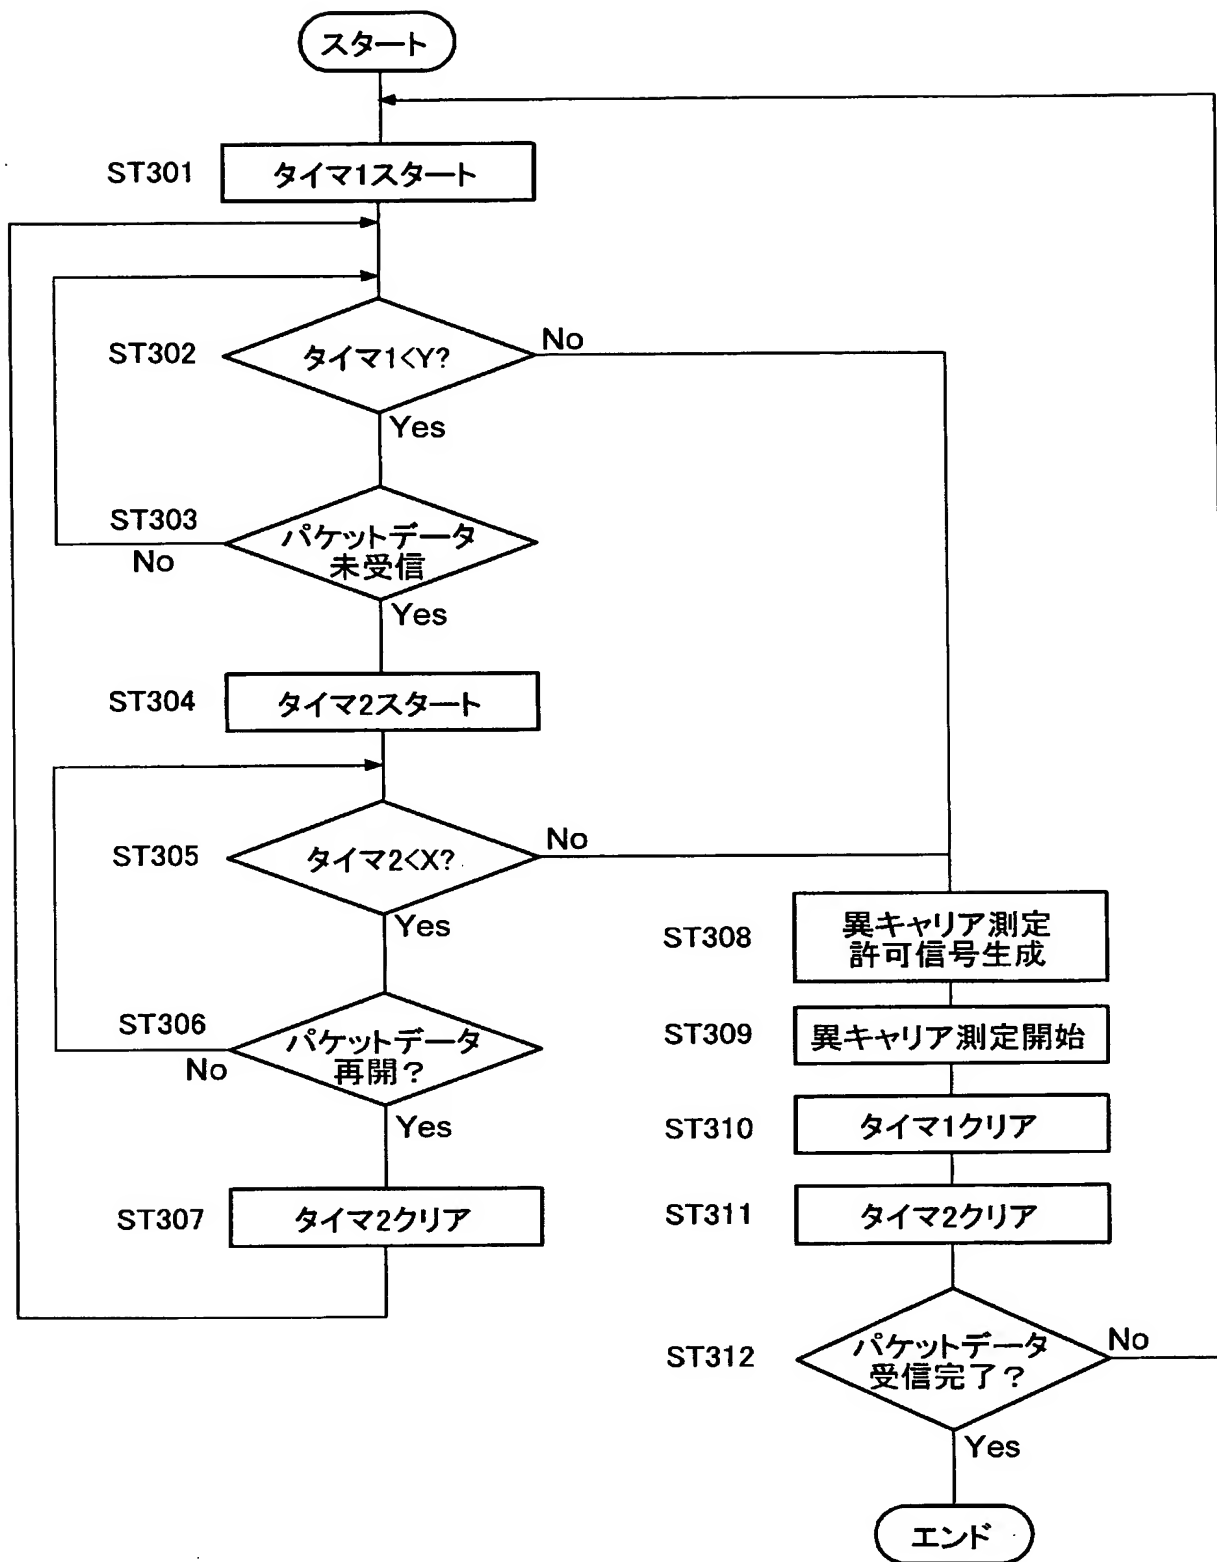 スタート
ST301
タイマ1スタート
ST302
タイマ1<Y?
No
Yes
ST303
パケットデータ
未受信
No
Yes
ST304
タイマ2スタート
ST305
タイマ2<X?
No
Yes
ST306
パケットデータ
再開?
No
Yes
ST307
タイマ2クリア
ST308
異キャリア測定
許可信号生成
ST309
異キャリア測定開始
ST310
タイマ1クリア
ST311
タイマ2クリア
ST312
パケットデータ
受信完了?
No
Yes
エンド